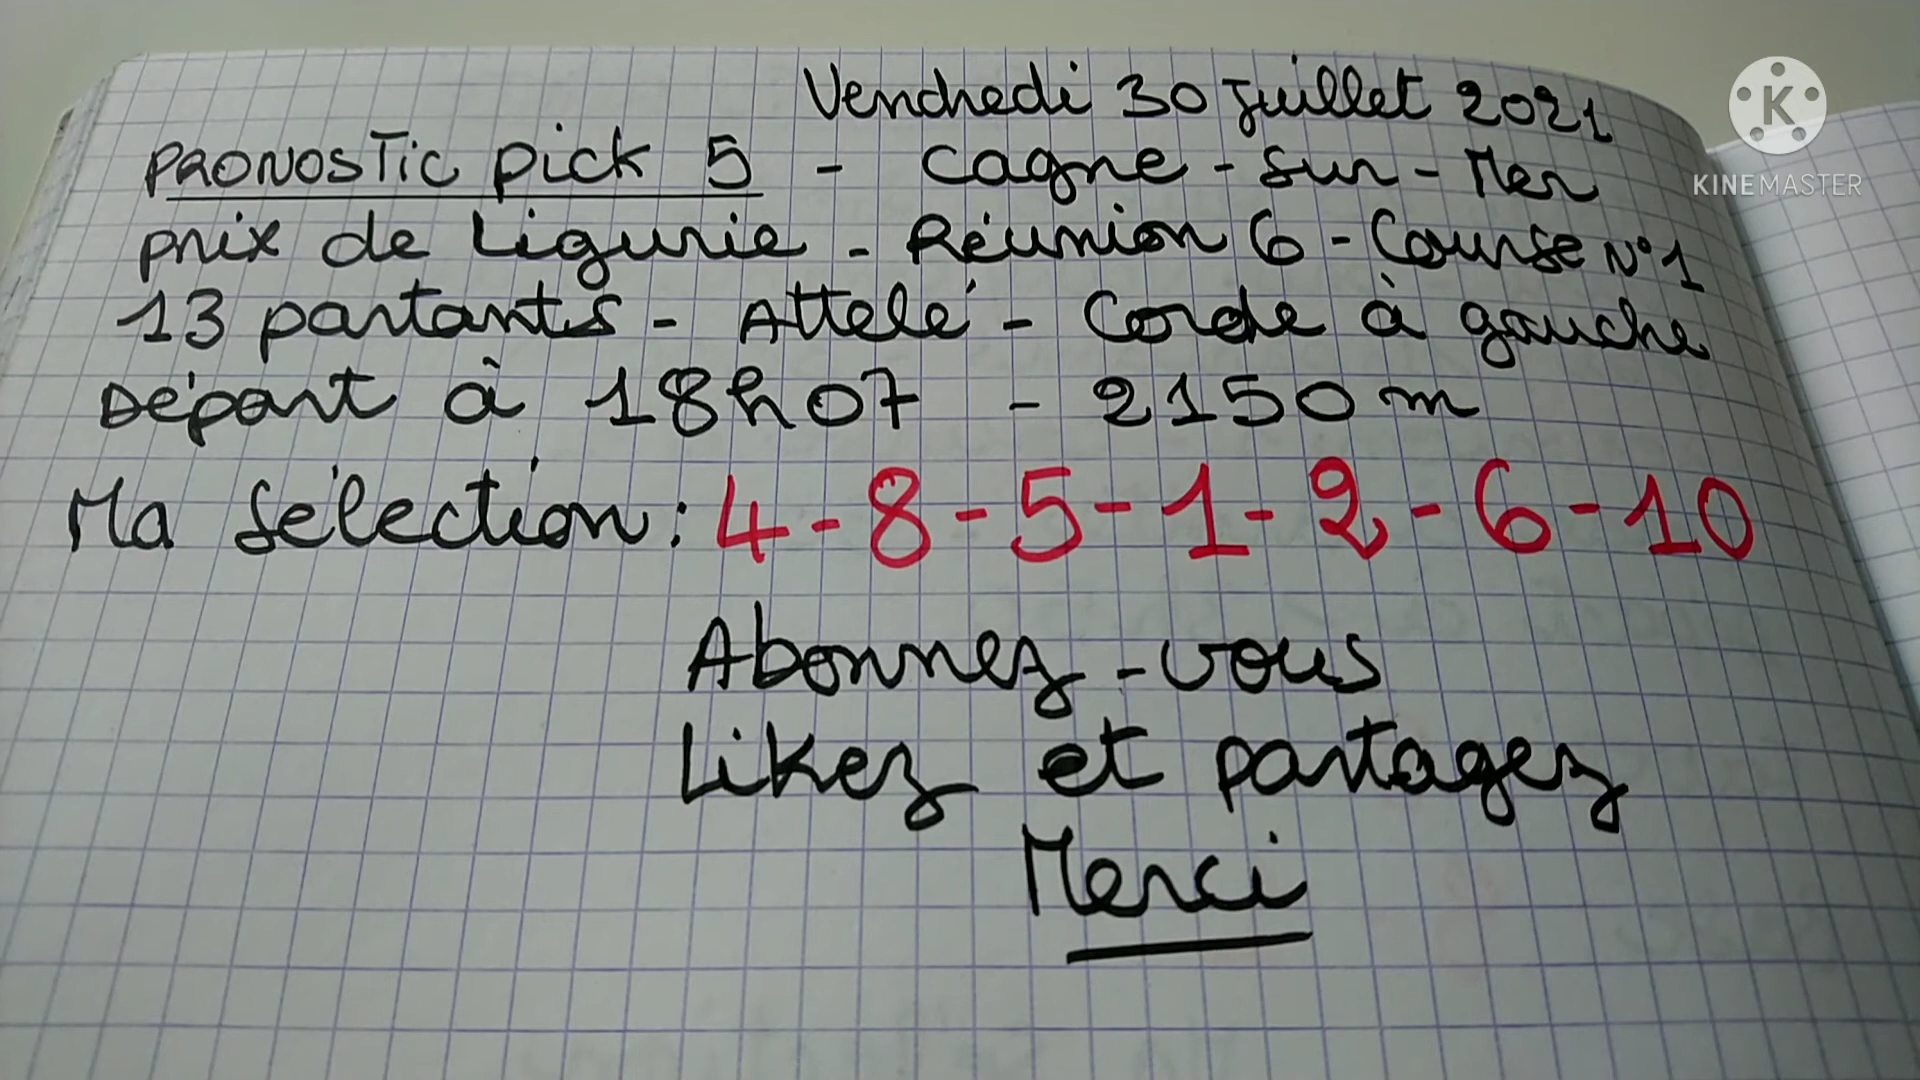 Vendredi 30 Juillet 2021
PRONOSTIC PICK 5 - Cagne-sur-Mer
prix de Ligurie - Réunion 6 - Course N°1
13 partants - Attelé - Corde à gauche
Départ à 18h07 - 2150m
Ma Sélection : 4-8-5-1-2-6-10
Abonnez-vous
Likez et partagez
Merci
K
KINEMASTER